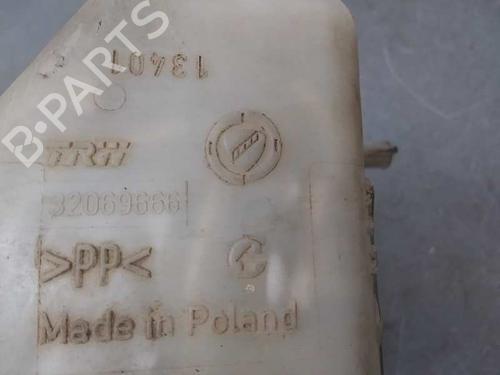 13401
B-PARTS
TRW
32069666
>PP<
Made in Poland